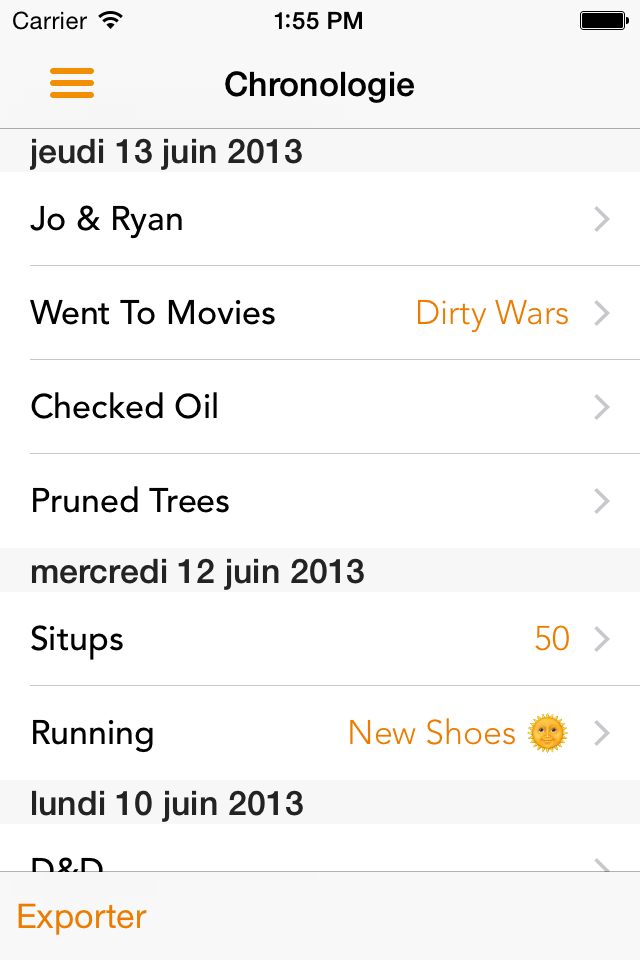 Carrier 1:55 PM
Chronologie
jeudi 13 juin 2013
Jo & Ryan
Went To Movies Dirty Wars
Checked Oil
Pruned Trees
mercredi 12 juin 2013
Situps 50
Running New Shoes 🌞
lundi 10 juin 2013
D&D
Exporter